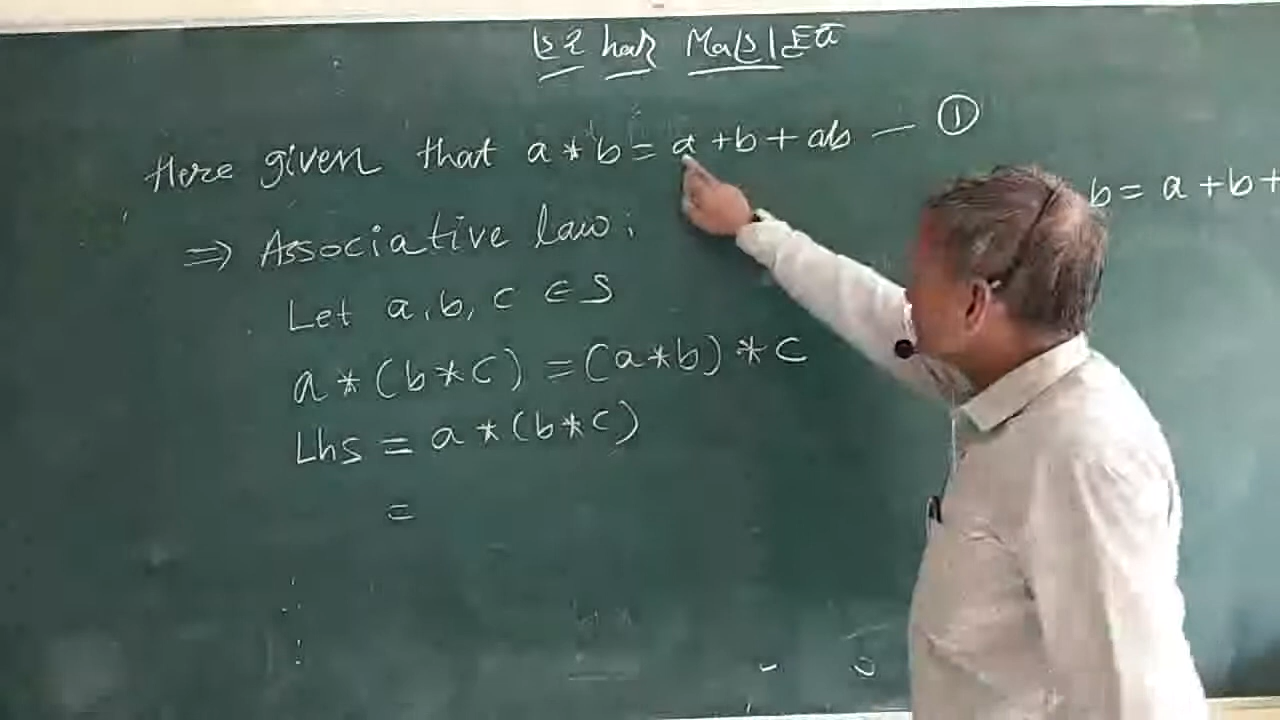 Here given that a * b = a + b + ab — ①
b = a + b +
⇒ Associative law:
Let a, b, c ∈ S
a * (b * c) = (a * b) * c
Lhs = a * (b * c)
=